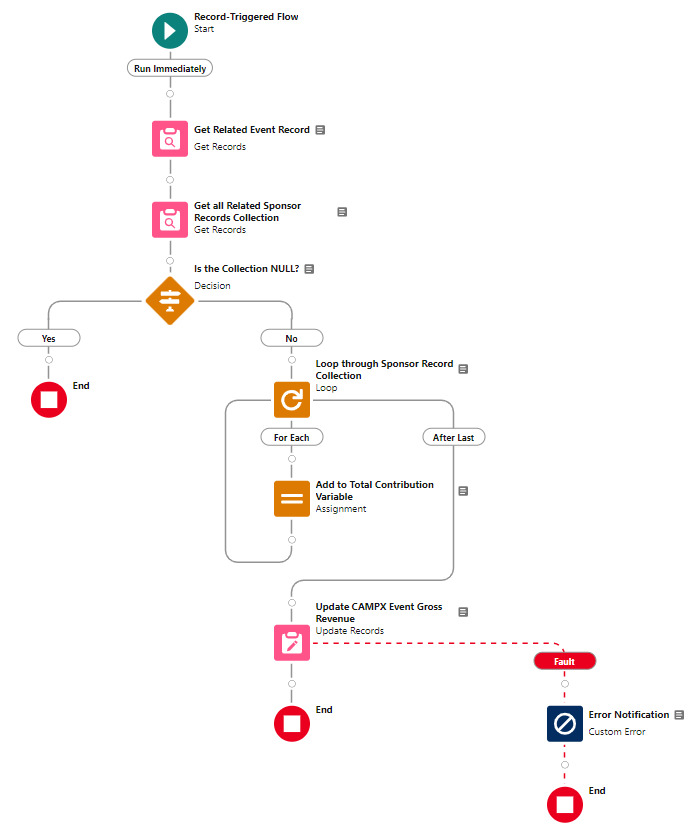 Record-Triggered Flow
Start
Run Immediately
Get Related Event Record
Get Records
Get all Related Sponsor
Records Collection
Get Records
Is the Collection NULL?
Decision
Yes
No
End
Loop through Sponsor Record
Collection
Loop
For Each
After Last
Add to Total Contribution
Variable
Assignment
Update CAMPX Event Gross
Revenue
Update Records
Fault
End
Error Notification
Custom Error
End